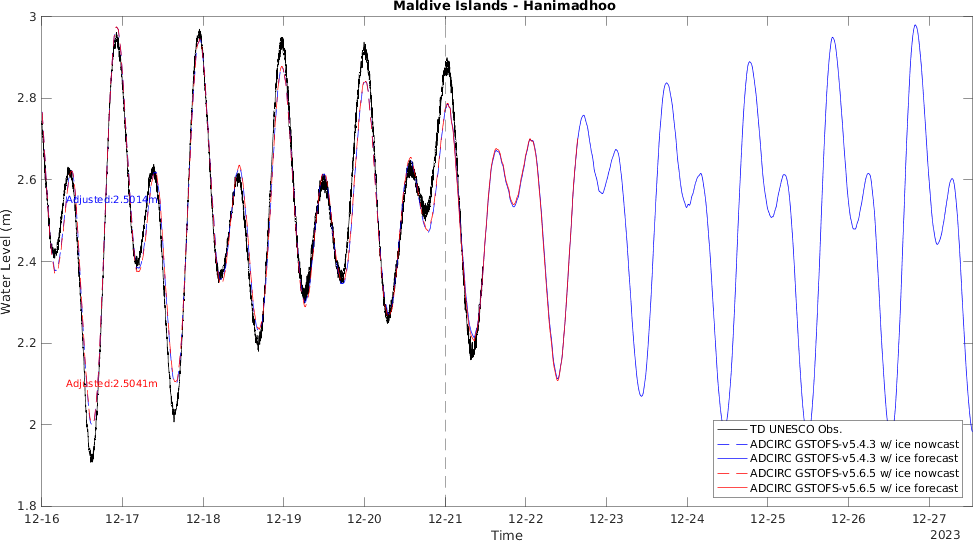 Maldive Islands - Hanimadhoo
3
2.8
2.6
2.4
2.2
2
1.8
Water Level (m)
Adjusted:2.5014m
Adjusted:2.5041m
TD UNESCO Obs.
ADCIRC GSTOFS-v5.4.3 w/ ice nowcast
ADCIRC GSTOFS-v5.4.3 w/ ice forecast
ADCIRC GSTOFS-v5.6.5 w/ ice nowcast
ADCIRC GSTOFS-v5.6.5 w/ ice forecast
12-16 12-17 12-18 12-19 12-20 12-21 12-22 12-23 12-24 12-25 12-26 12-27
Time
2023